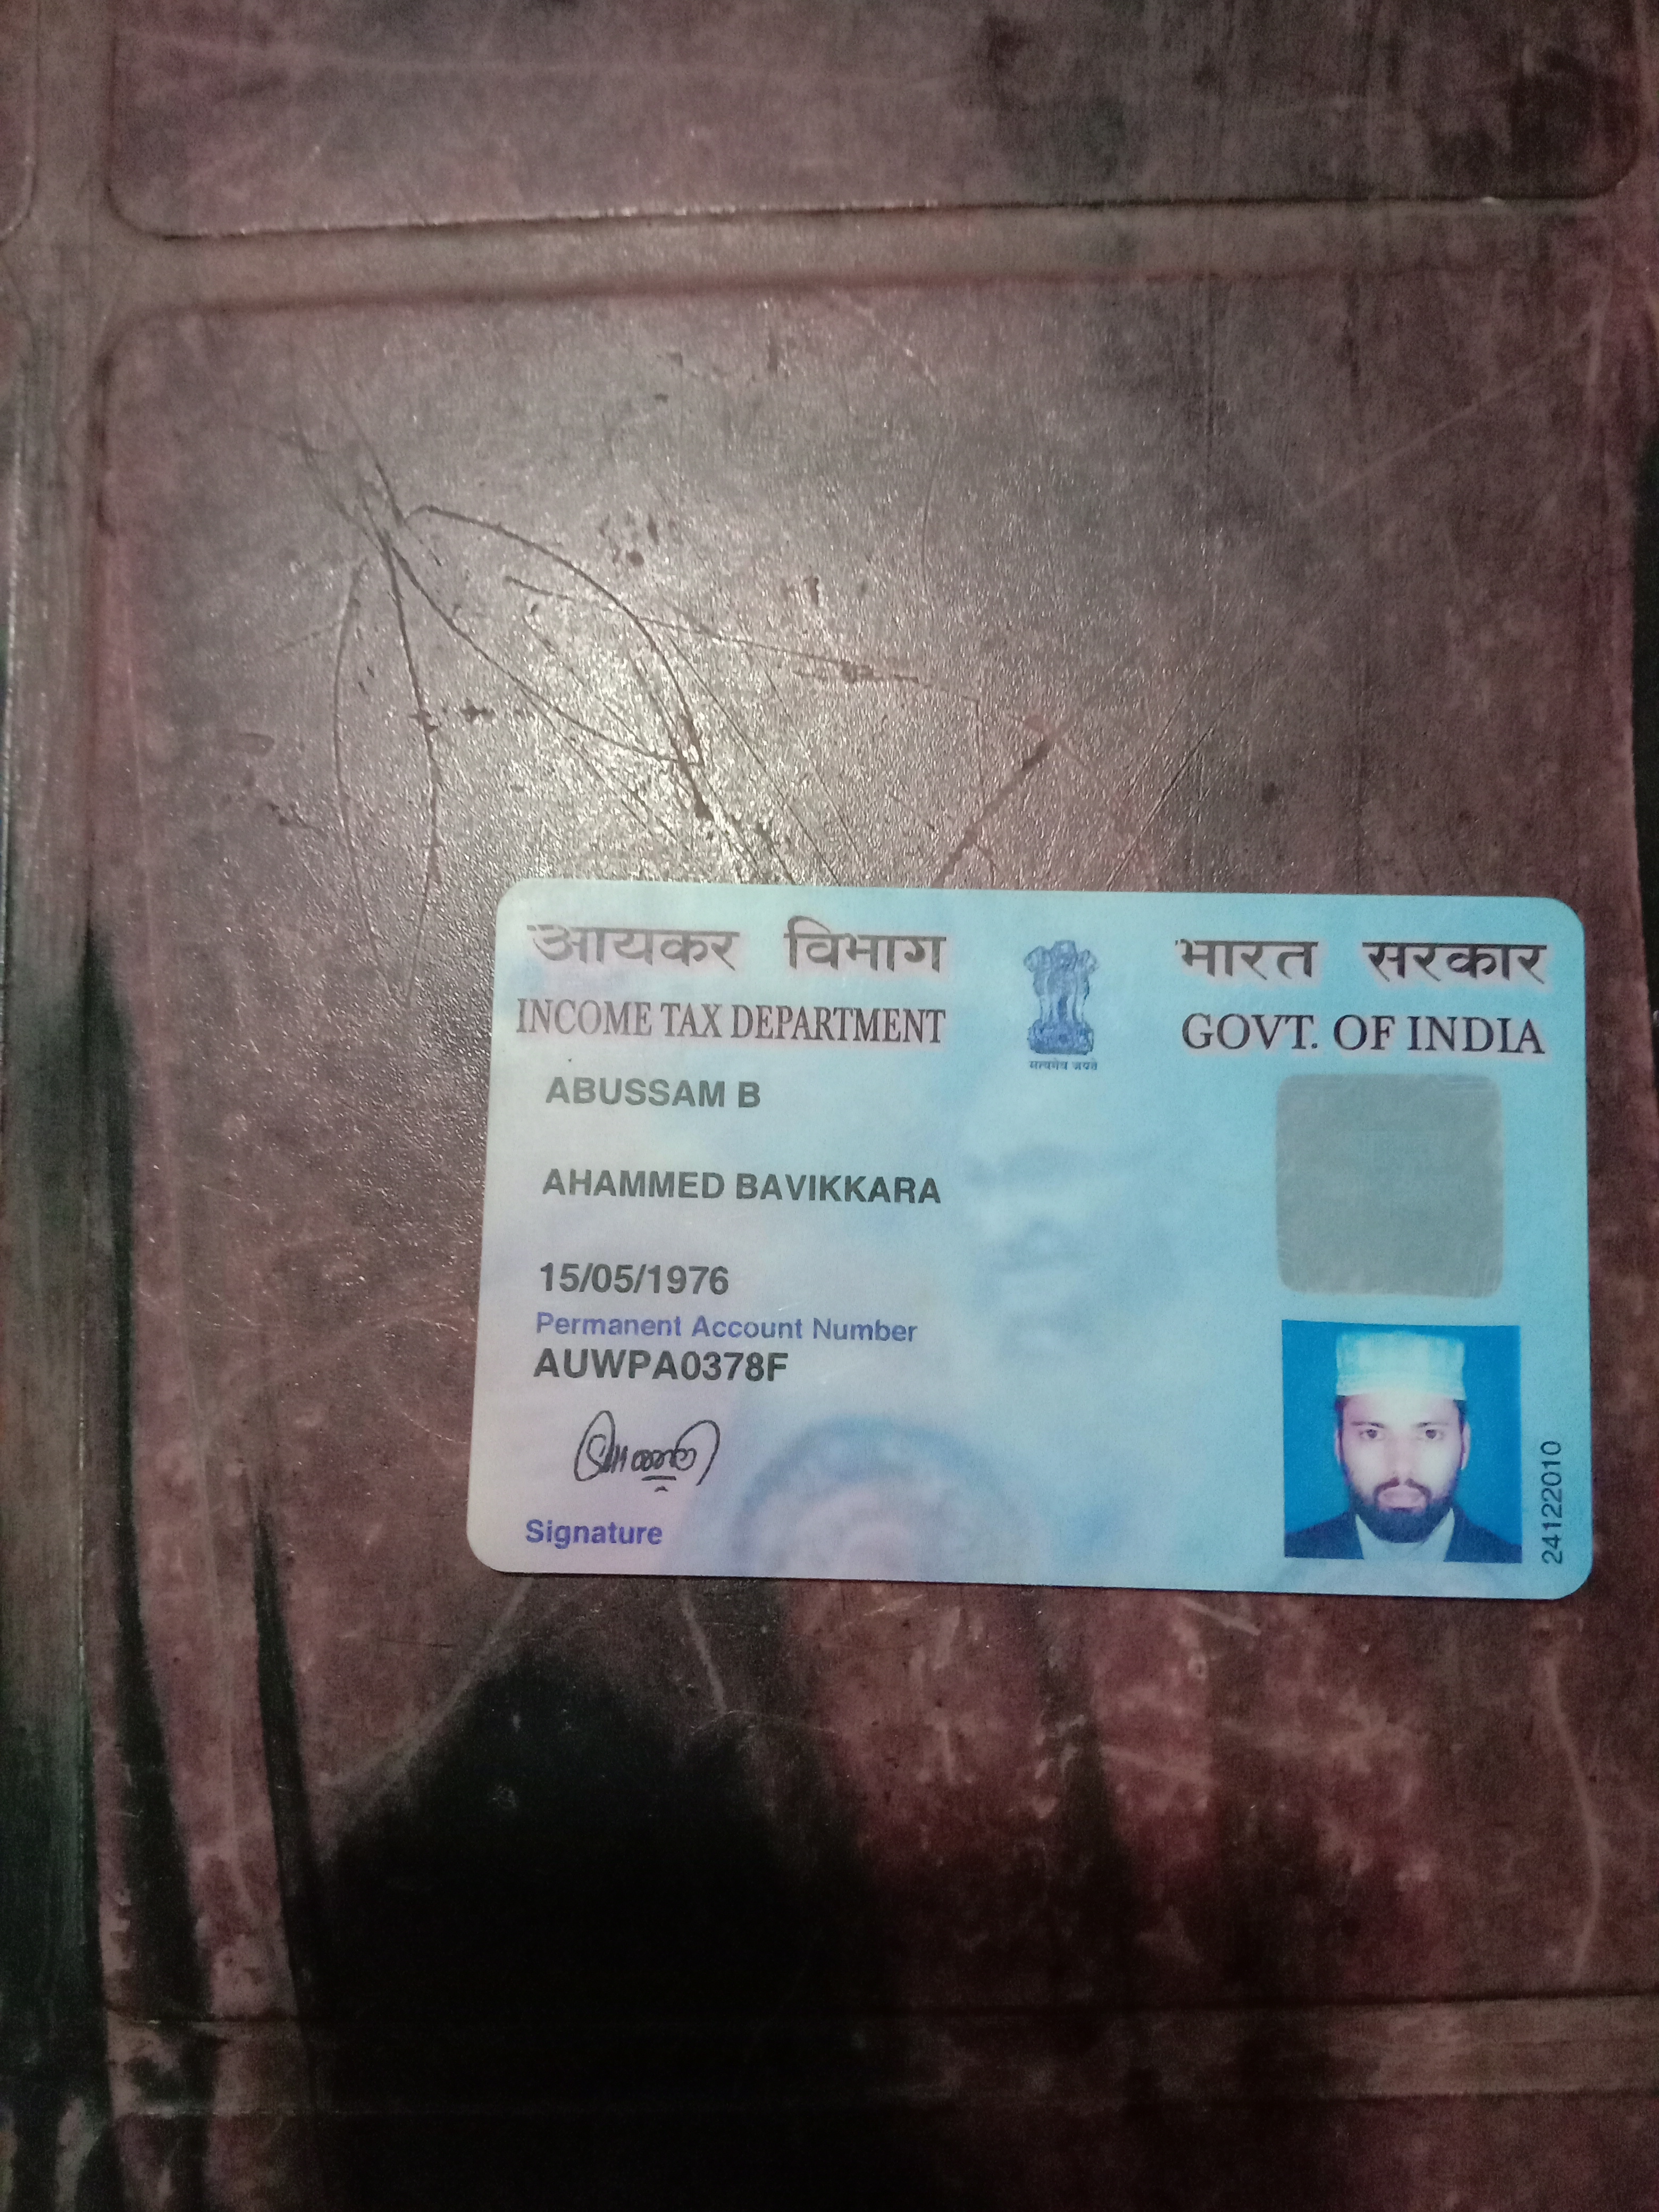 आयकर विभाग
INCOME TAX DEPARTMENT
भारत सरकार
GOVT. OF INDIA
सत्यमेव जयते
ABUSSAM B
AHAMMED BAVIKKARA
15/05/1976
Permanent Account Number
AUWPA0378F
Signature
24122010